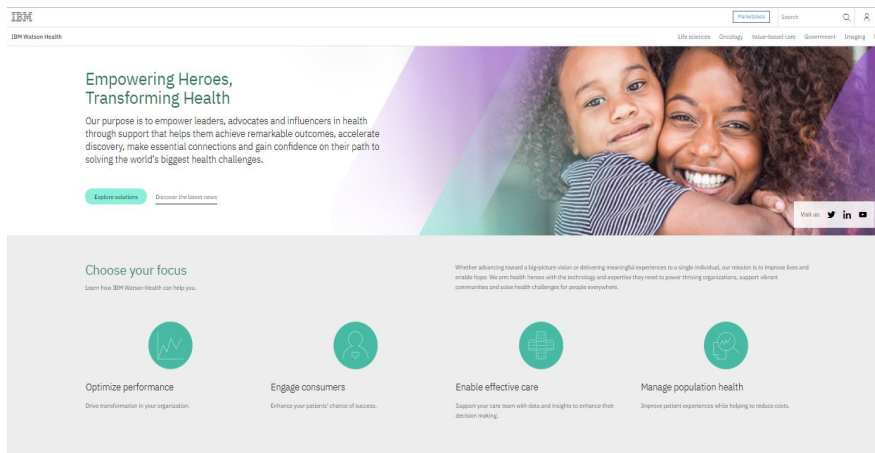 IBM
Marketplace Search
IBM Watson Health
Life sciences Oncology Value-based care Government Imaging
Empowering Heroes,
Transforming Health
Our purpose is to empower leaders, advocates and influencers in health
through support that helps them achieve remarkable outcomes, accelerate
discovery, make essential connections and gain confidence on their path to
solving the world's biggest health challenges.
Explore solutions Discover the latest news
Visit us:
Choose your focus
Learn how IBM Watson Health can help you.
Whether advancing toward a big-picture vision or delivering meaningful experiences to a single individual, our mission is to improve lives and
enable hope. We arm health heroes with the technology and expertise they need to power thriving organizations, support vibrant
communities and solve health challenges for people everywhere.
Optimize performance
Drive transformation in your organization.
Engage consumers
Enhance your patients' chance of success.
Enable effective care
Support your care team with data and insights to enhance their
decision making.
Manage population health
Improve patient experiences while helping to reduce costs.